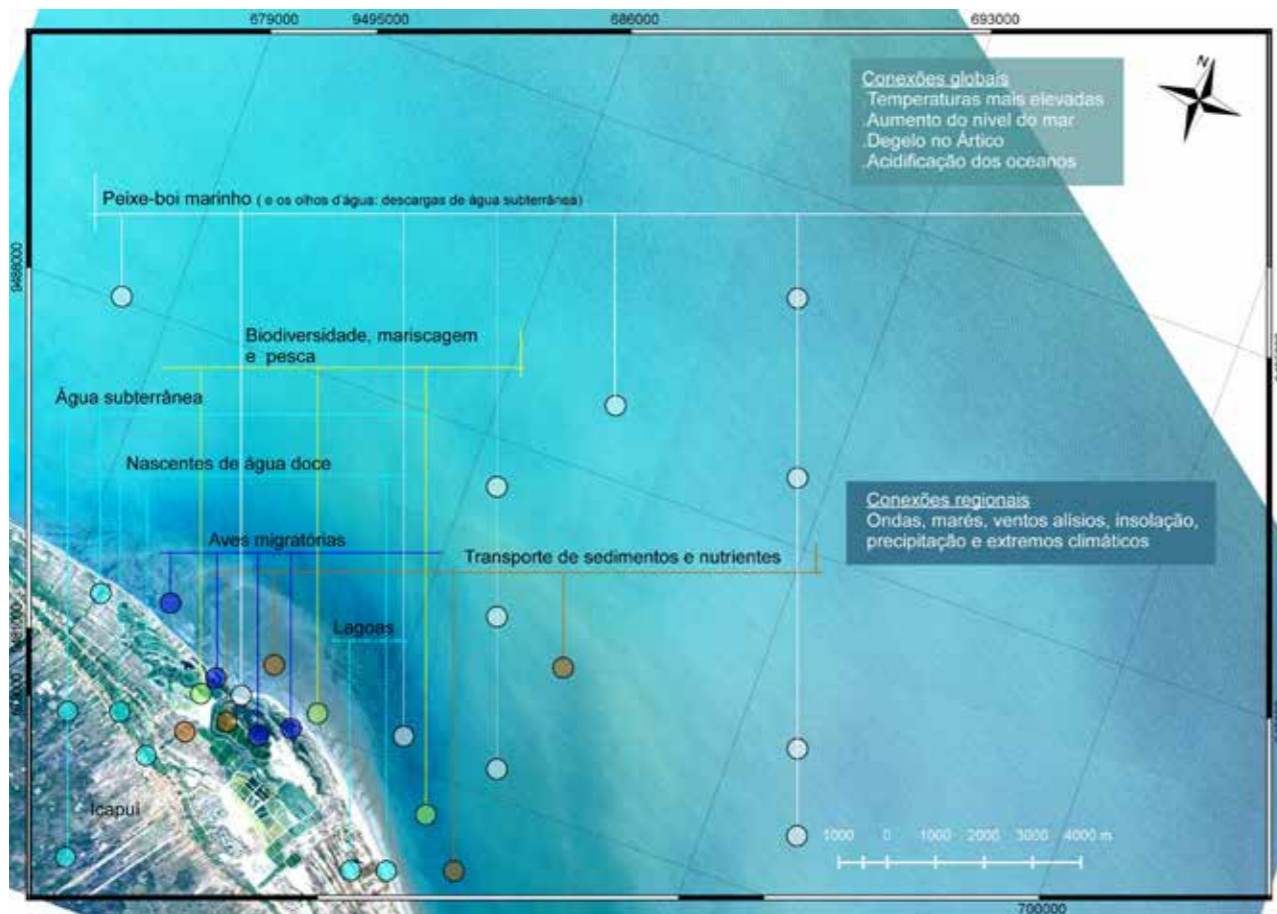 679000
9495000
686000
693000
N
Conexões globais
.Temperaturas mais elevadas
.Aumento do nível do mar
.Degelo no Ártico
.Acidificação dos oceanos
Peixe-boi marinho ( e os olhos d'água: descargas de água subterrânea)
9488000
Biodiversidade, mariscagem
e pesca
Água subterrânea
Nascentes de água doce
Conexões regionais
Ondas, marés, ventos alísios, insolação,
precipitação e extremos climáticos
Aves migratórias
Transporte de sedimentos e nutrientes
Lagoas
Icapui
1000 0 1000 2000 3000 4000 m
700000